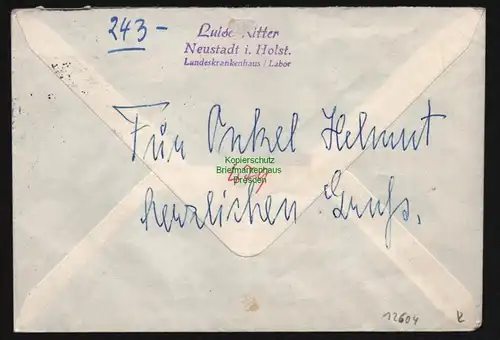 243-
Luise Ritter
Neustadt i. Holst.
Landeskrankenhaus / Labor
Für Onkel Helmut
Kopierschutz
Briefmarkenhaus
Dresden
herzlichen Gruß.
12604